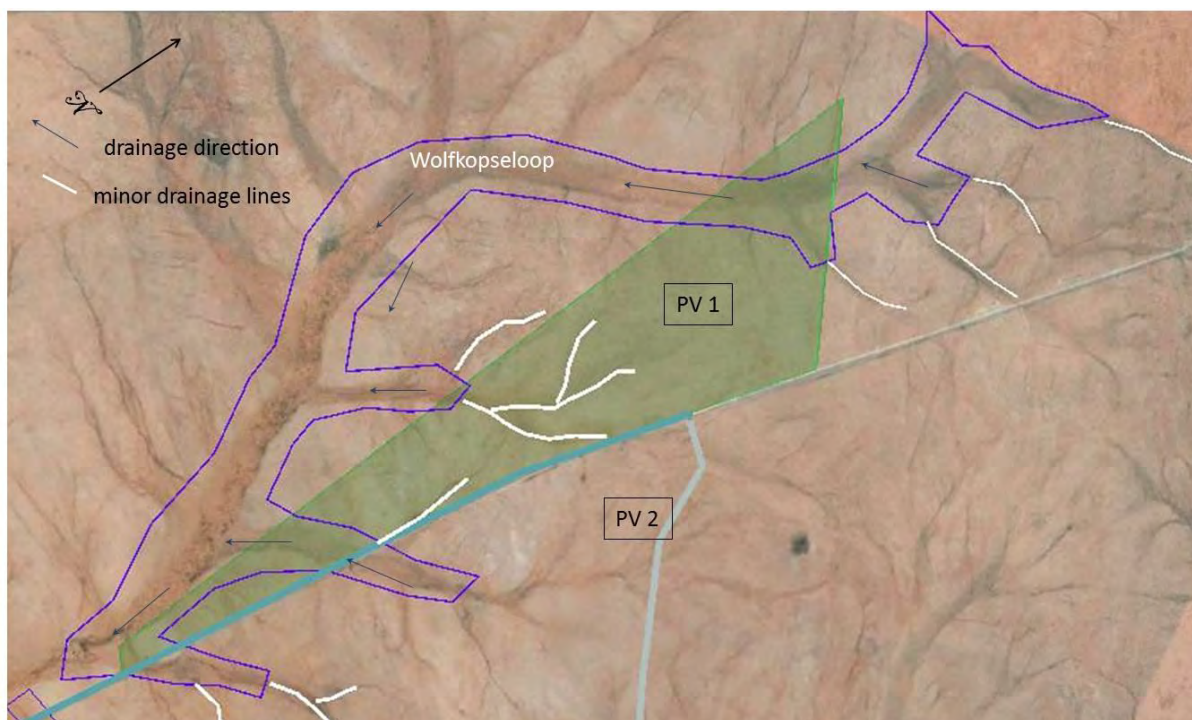 N
drainage direction
minor drainage lines
Wolfkopseloop
PV 1
PV 2